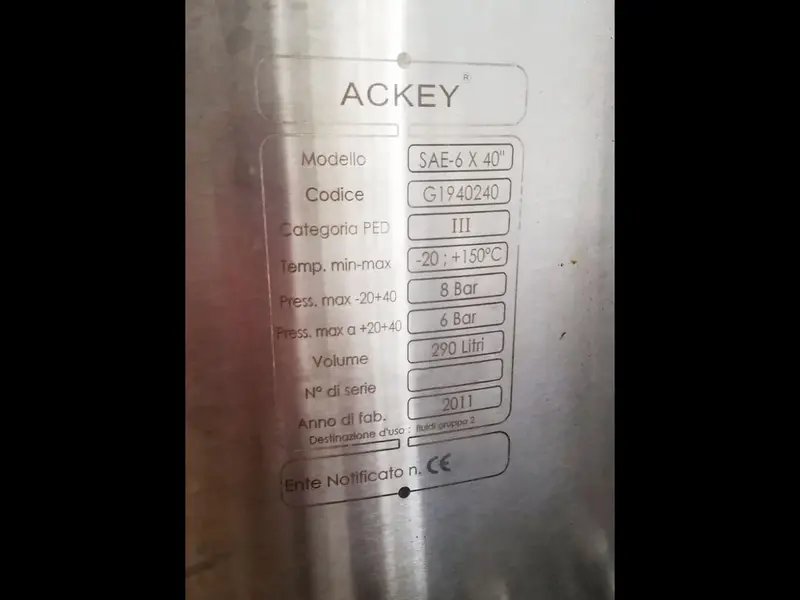 ACKEY®
Modello SAE-6 X 40"
Codice G1940240
Categoria PED III
Temp. min-max -20 ; +150°C
Press. max -20+40 8 Bar
Press. max a +20+40 6 Bar
Volume 290 Litri
N° di serie
Anno di fab. 2011
Destinazione d'uso : fluidi gruppo 2
Ente Notificato n. CE